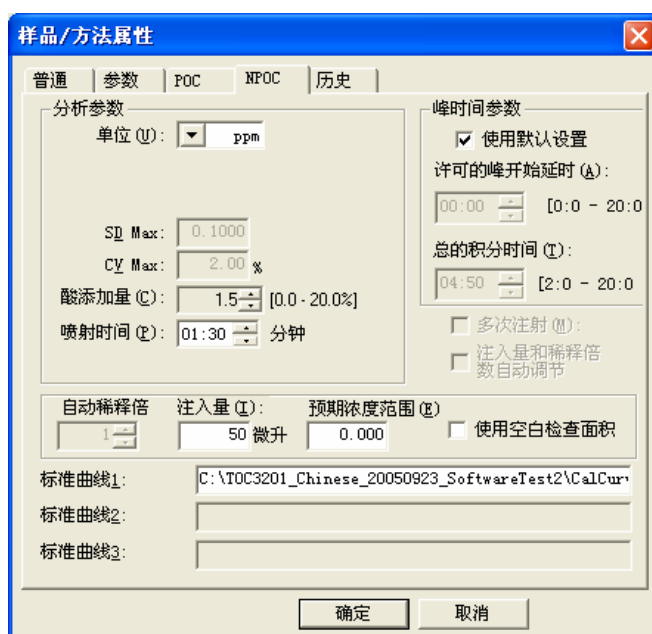 样品/方法属性
普通 参数 POC NPOC 历史
分析参数
单位(U): ppm
SD Max: 0.1000
CV Max: 2.00 %
酸添加量(C): 1.5 [0.0 - 20.0%]
喷射时间(P): 01:30 分钟
峰时间参数
使用默认设置
许可的峰开始延时(A):
00:00 [0:0 - 20:0
总的积分时间(T):
04:50 [2:0 - 20:0
多次注射(M):
注入量和稀释倍
数自动调节
自动稀释倍 注入量(I): 预期浓度范围(E)
1 50 微升 0.000 使用空白检查面积
标准曲线1: C:\TOC3201_Chinese_20050923_SoftwareTest2\CalCurv
标准曲线2:
标准曲线3:
确定 取消